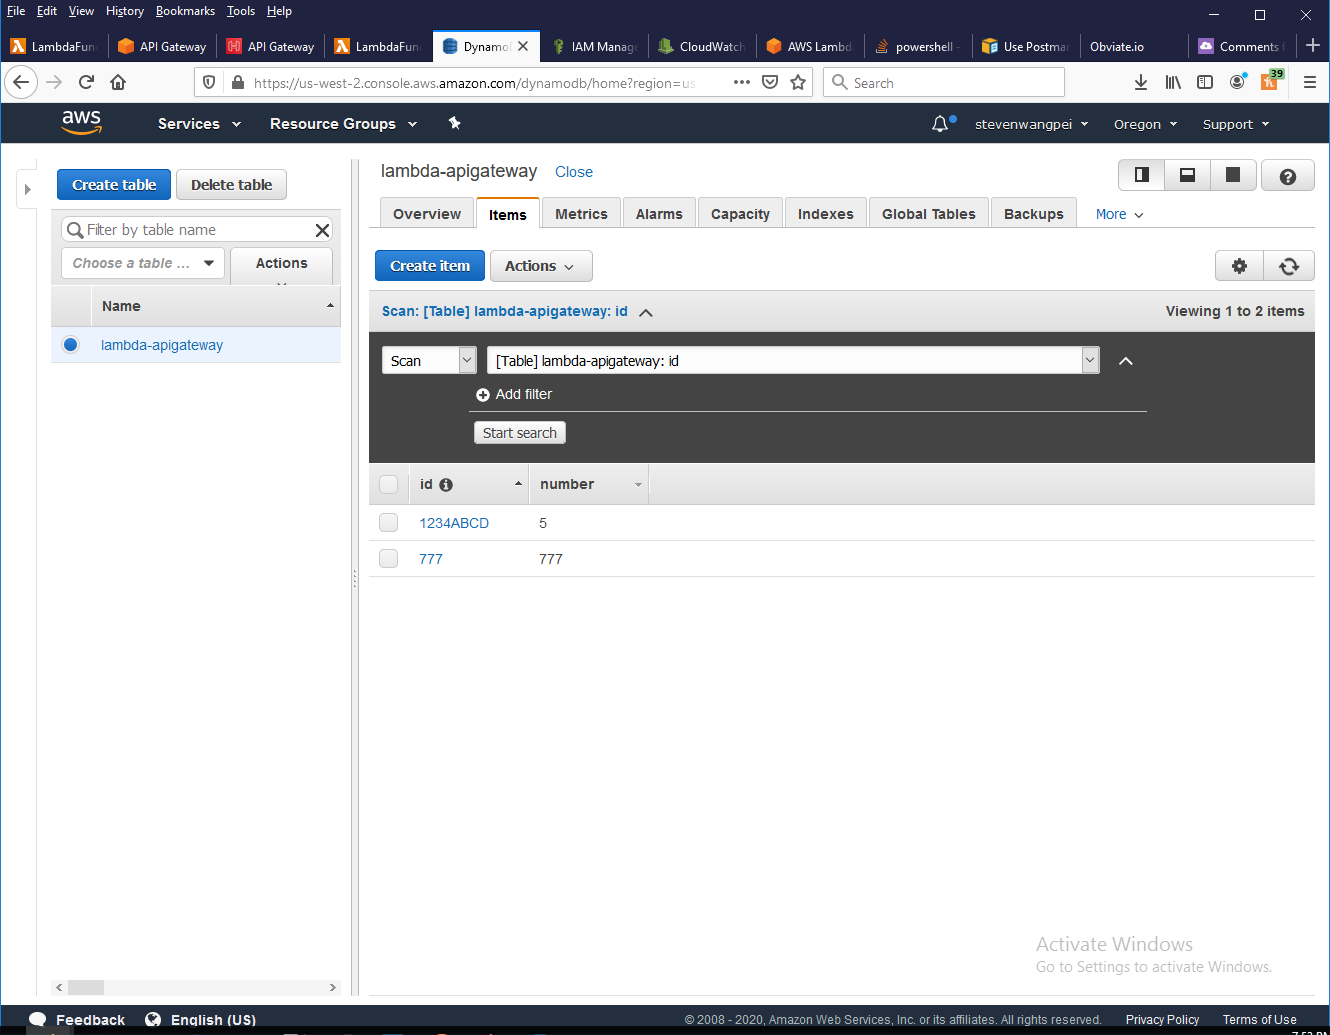 File Edit View History Bookmarks Tools Help
LambdaFun API Gateway API Gateway LambdaFun Dynamo IAM Manag CloudWatch AWS Lambd powershell - Use Postma Obviate.io Comments
https://us-west-2.console.aws.amazon.com/dynamodb/home?region=us Search 39
aws Services Resource Groups stevenwangpei Oregon Support
Create table Delete table
Filter by table name
Choose a table ... Actions
Name
lambda-apigateway
lambda-apigateway Close
Overview Items Metrics Alarms Capacity Indexes Global Tables Backups More
Create item Actions
Scan: [Table] lambda-apigateway: id Viewing 1 to 2 items
Scan [Table] lambda-apigateway: id
Add filter
Start search
id number
1234ABCD 5
777 777
Activate Windows
Go to Settings to activate Windows.
Feedback English (US) © 2008 - 2020, Amazon Web Services, Inc. or its affiliates. All rights reserved. Privacy Policy Terms of Use